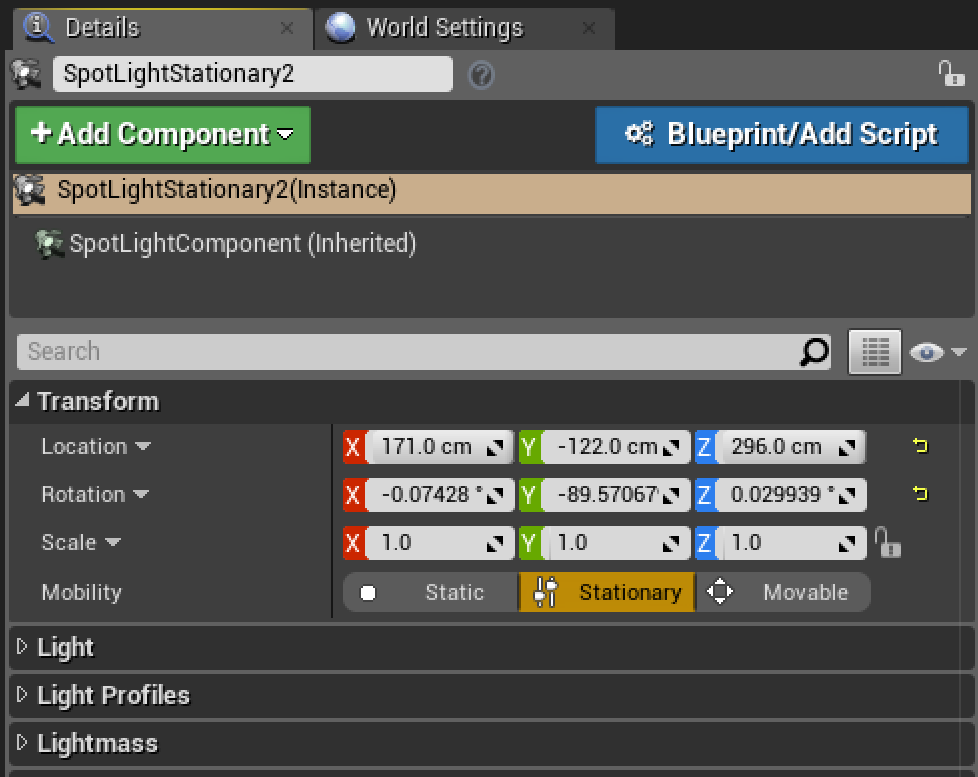 Details
World Settings
SpotLightStationary2
Add Component
Blueprint/Add Script
SpotLightStationary2(Instance)
SpotLightComponent (Inherited)
Search
Transform
Location X 171.0 cm Y -122.0 cm Z 296.0 cm
Rotation X -0.07428 ° Y -89.57067° Z 0.029939 °
Scale X 1.0 Y 1.0 Z 1.0
Mobility Static Stationary Movable
Light
Light Profiles
Lightmass